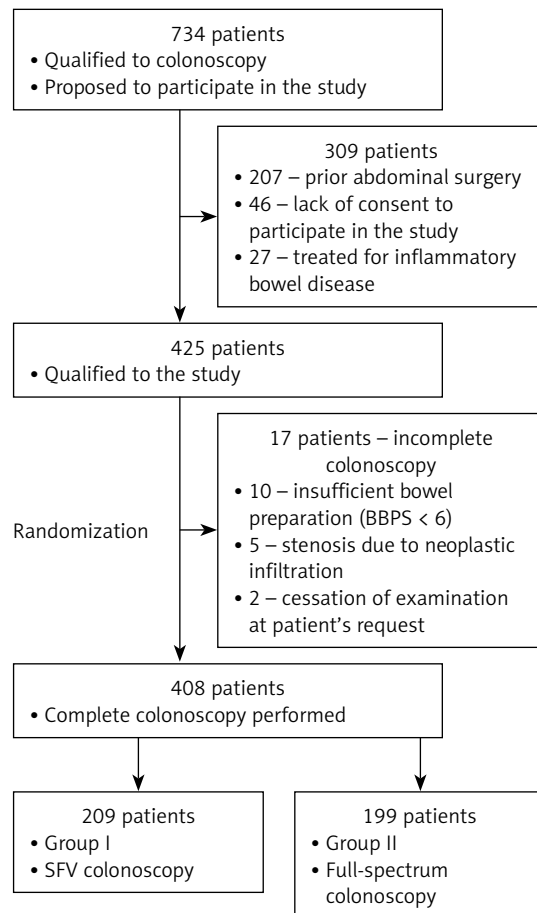 734 patients
• Qualified to colonoscopy
• Proposed to participate in the study
309 patients
• 207 – prior abdominal surgery
• 46 – lack of consent to
participate in the study
• 27 – treated for inflammatory
bowel disease
425 patients
• Qualified to the study
17 patients – incomplete
colonoscopy
• 10 – insufficient bowel
preparation (BBPS < 6)
• 5 – stenosis due to neoplastic
infiltration
• 2 – cessation of examination
at patient's request
Randomization
408 patients
• Complete colonoscopy performed
209 patients
• Group I
• SFV colonoscopy
199 patients
• Group II
• Full-spectrum
colonoscopy